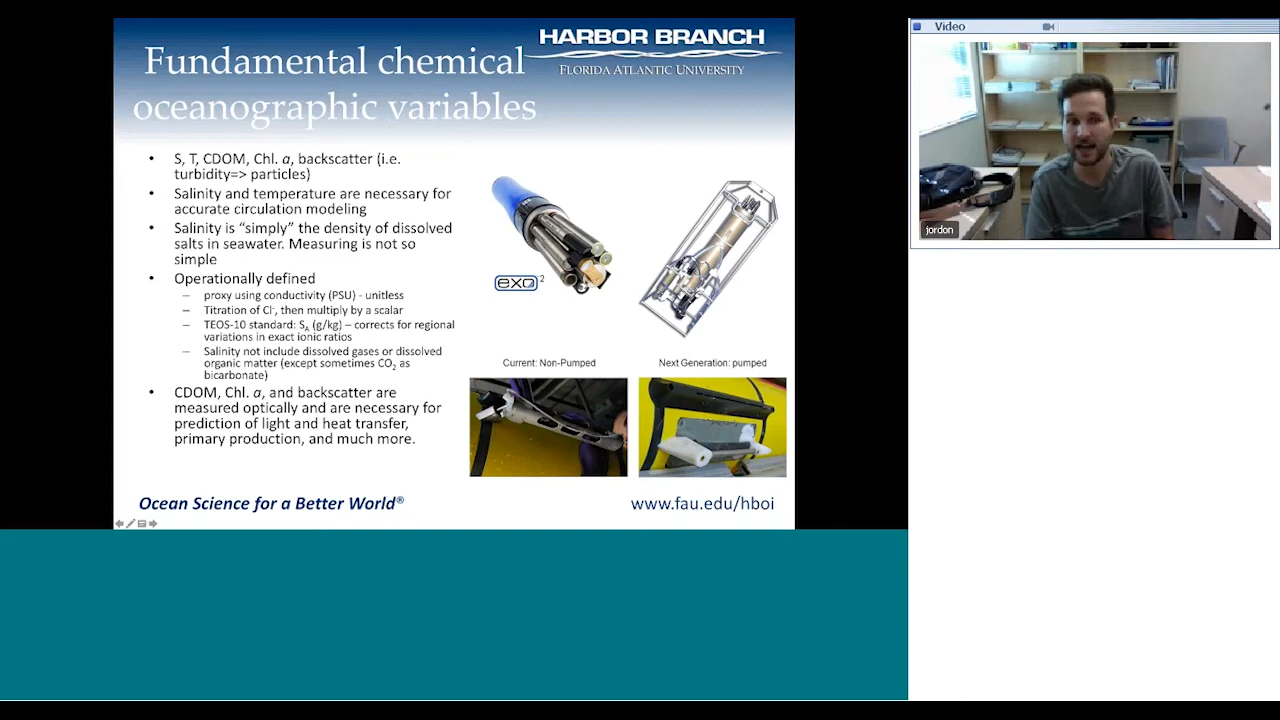 Fundamental chemical
oceanographic variables
HARBOR BRANCH
FLORIDA ATLANTIC UNIVERSITY
• S, T, CDOM, Chl. a, backscatter (i.e.
turbidity=> particles)
• Salinity and temperature are necessary for
accurate circulation modeling
• Salinity is “simply” the density of dissolved
salts in seawater. Measuring is not so
simple
• Operationally defined
– proxy using conductivity (PSU) - unitless
– Titration of Cl-, then multiply by a scalar
– TEOS-10 standard: SA (g/kg) – corrects for regional
variations in exact ionic ratios
– Salinity not include dissolved gases or dissolved
organic matter (except sometimes CO2 as
bicarbonate)
• CDOM, Chl. a, and backscatter are
measured optically and are necessary for
prediction of light and heat transfer,
primary production, and much more.
exo2
Current: Non-Pumped
Next Generation: pumped
Ocean Science for a Better World®
www.fau.edu/hboi
Video
jordon